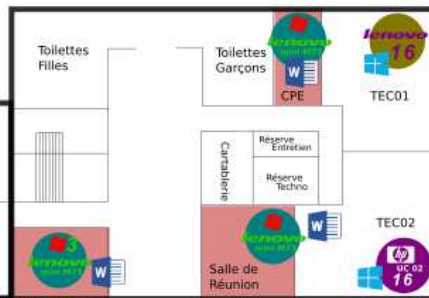 Toilettes
Filles
Toilettes
Garçons
lenovo
W
CPE
lenovo
16
TEC01
Cartablerie
Réserve
Entretien
Réserve
Techno
3
lenovo
W
Salle de
Réunion
lenovo
W
TEC02
hp
UC 02
16